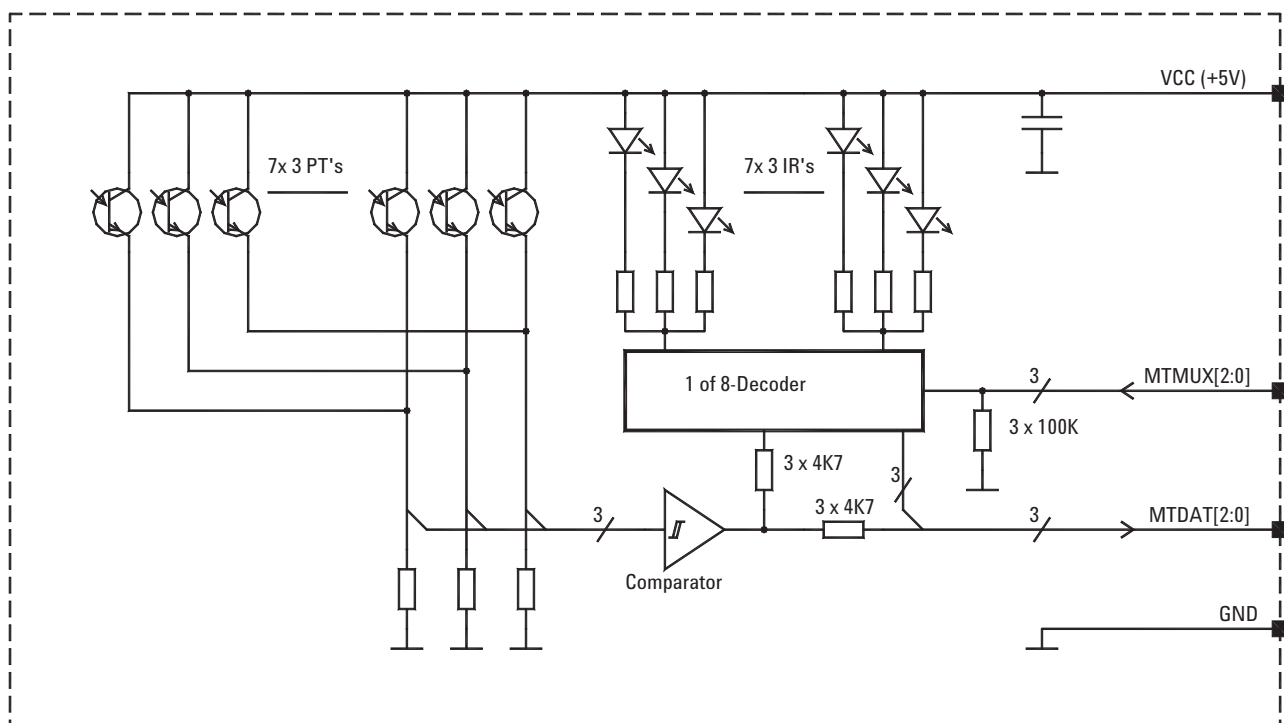 VCC (+5V)
7x 3 PT's
7x 3 IR's
1 of 8-Decoder
3
MTMUX[2:0]
3 x 100K
3 x 4K7
3
3 x 4K7
3
3
MTDAT[2:0]
Comparator
GND